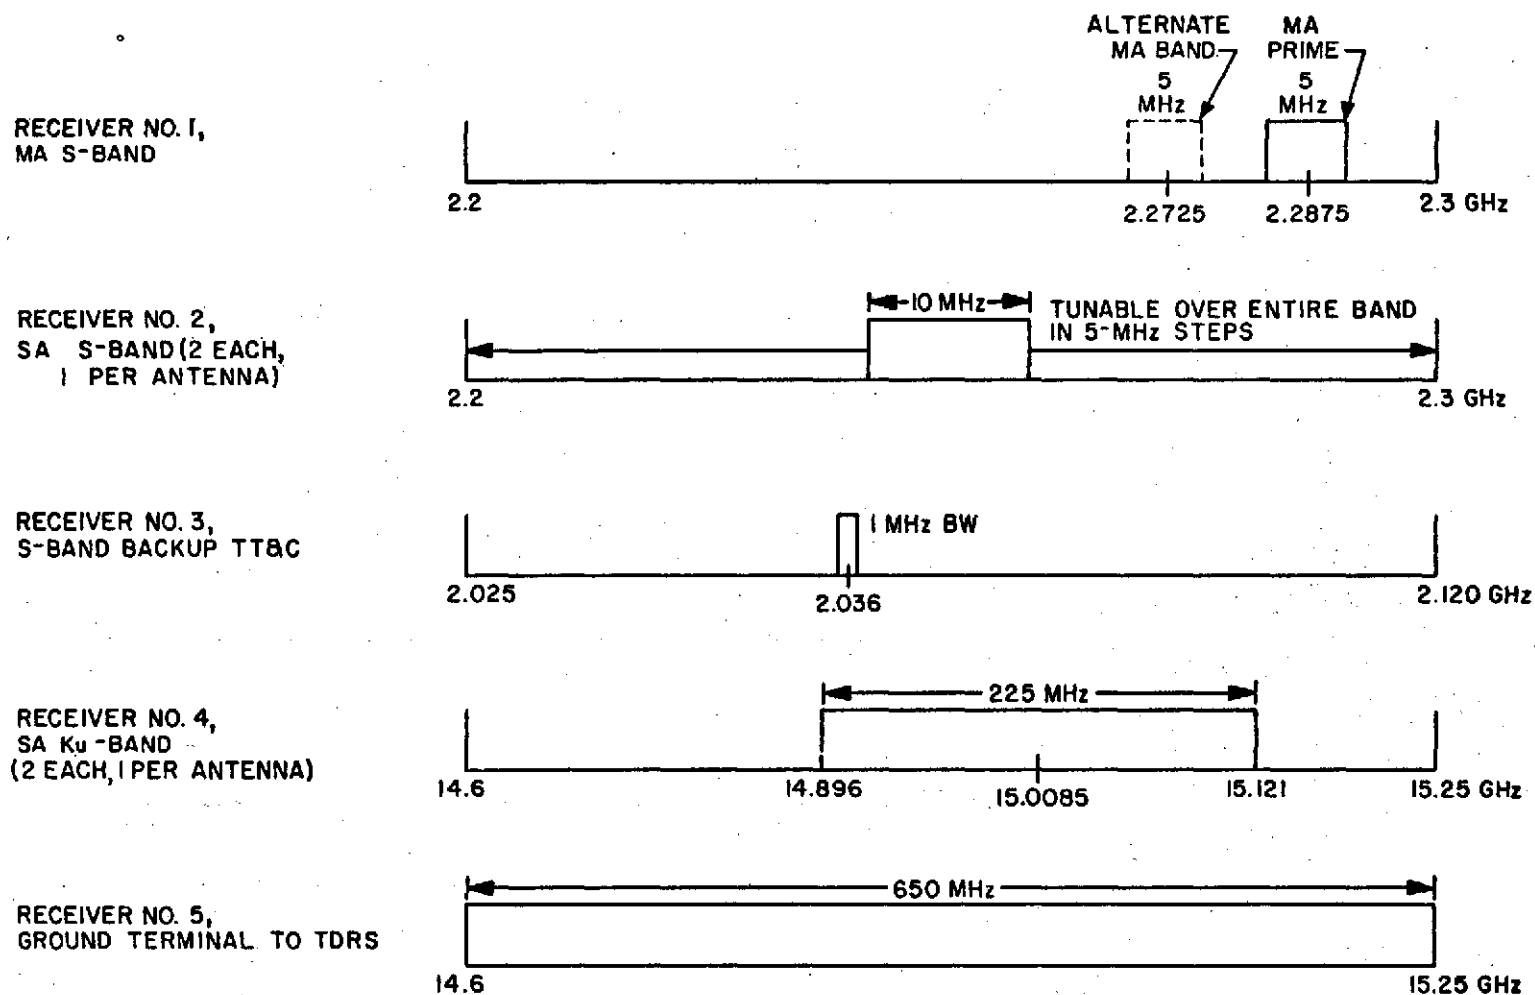 ALTERNATE
MA BAND
5
MHz
MA
PRIME
5
MHz
RECEIVER NO. 1,
MA S-BAND
2.2
2.2725
2.2875
2.3 GHz
RECEIVER NO. 2,
SA S-BAND (2 EACH,
1 PER ANTENNA)
10 MHz
TUNABLE OVER ENTIRE BAND
IN 5-MHz STEPS
2.2
2.3 GHz
RECEIVER NO. 3,
S-BAND BACKUP TT&C
1 MHz BW
2.025
2.036
2.120 GHz
RECEIVER NO. 4,
SA Ku-BAND
(2 EACH, 1 PER ANTENNA)
225 MHz
14.6
14.896
15.0085
15.121
15.25 GHz
RECEIVER NO. 5,
GROUND TERMINAL TO TDRS
650 MHz
14.6
15.25 GHz